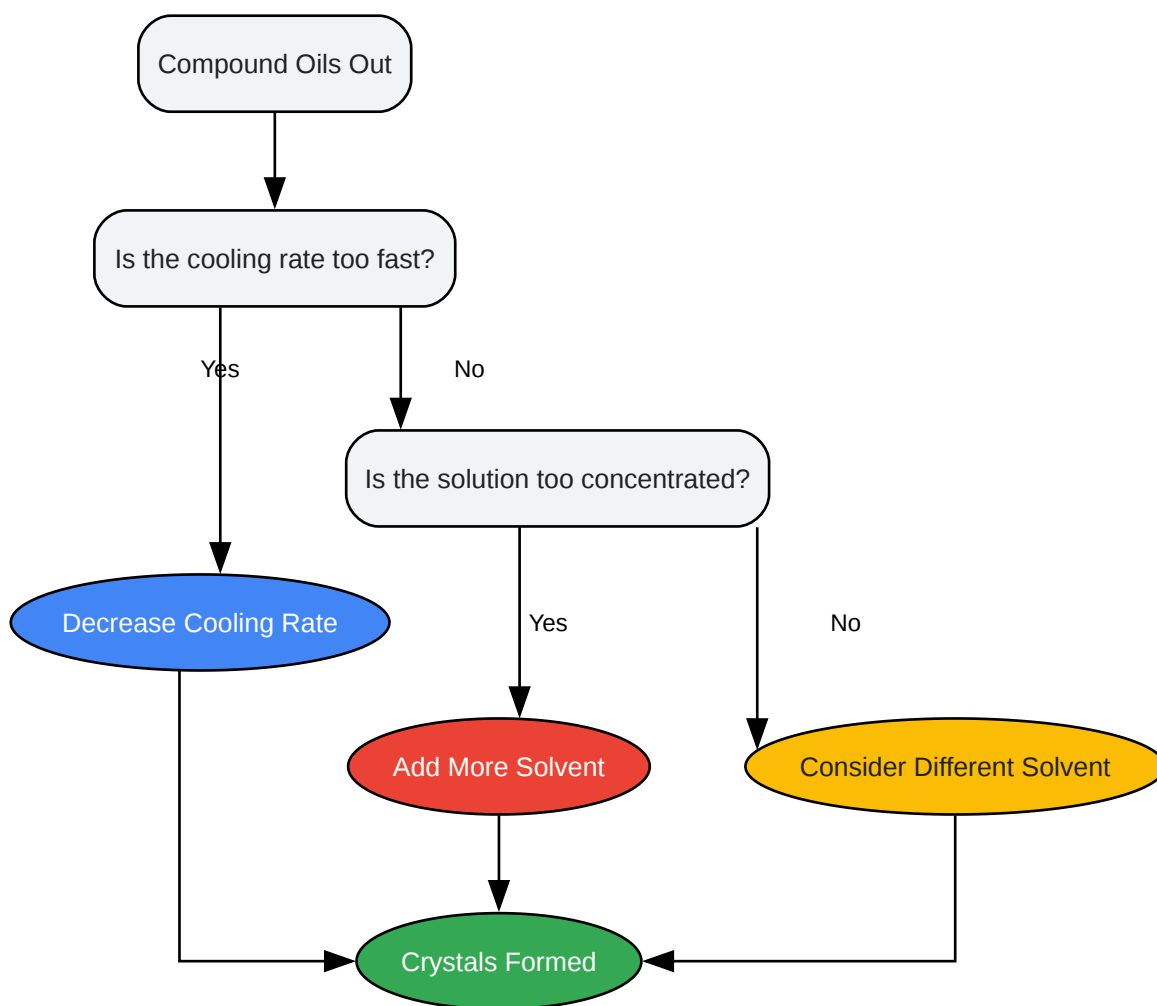 Compound Oils Out
Is the cooling rate too fast?
Yes
No
Is the solution too concentrated?
Decrease Cooling Rate
Yes
No
Add More Solvent
Consider Different Solvent
Crystals Formed